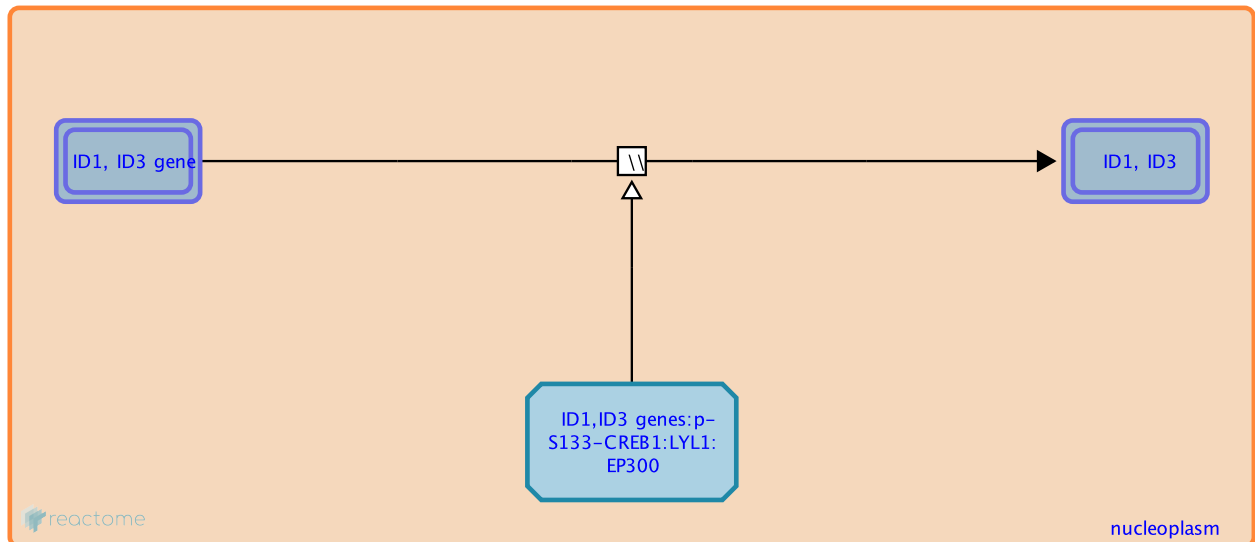 ID1, ID3 gene
\\
ID1, ID3
ID1,ID3 genes:p-
S133-CREB1:LYL1:
EP300
reactome
nucleoplasm